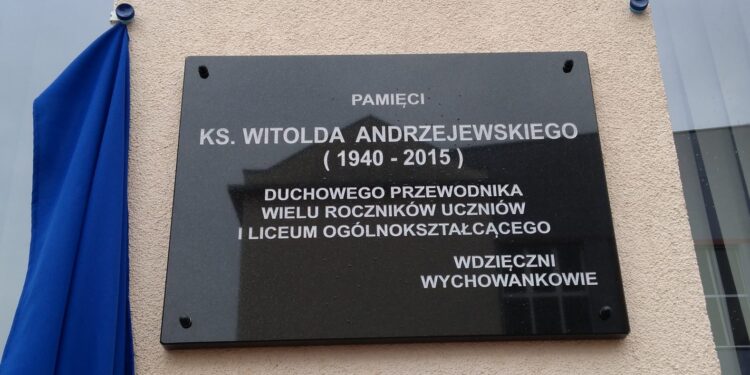 PAMIĘCI
KS. WITOLDA ANDRZEJEWSKIEGO
( 1940 - 2015 )
DUCHOWEGO PRZEWODNIKA
WIELU ROCZNIKÓW UCZNIÓW
I LICEUM OGÓLNOKSZTAŁCĄCEGO
WDZIĘCZNI
WYCHOWANKOWIE